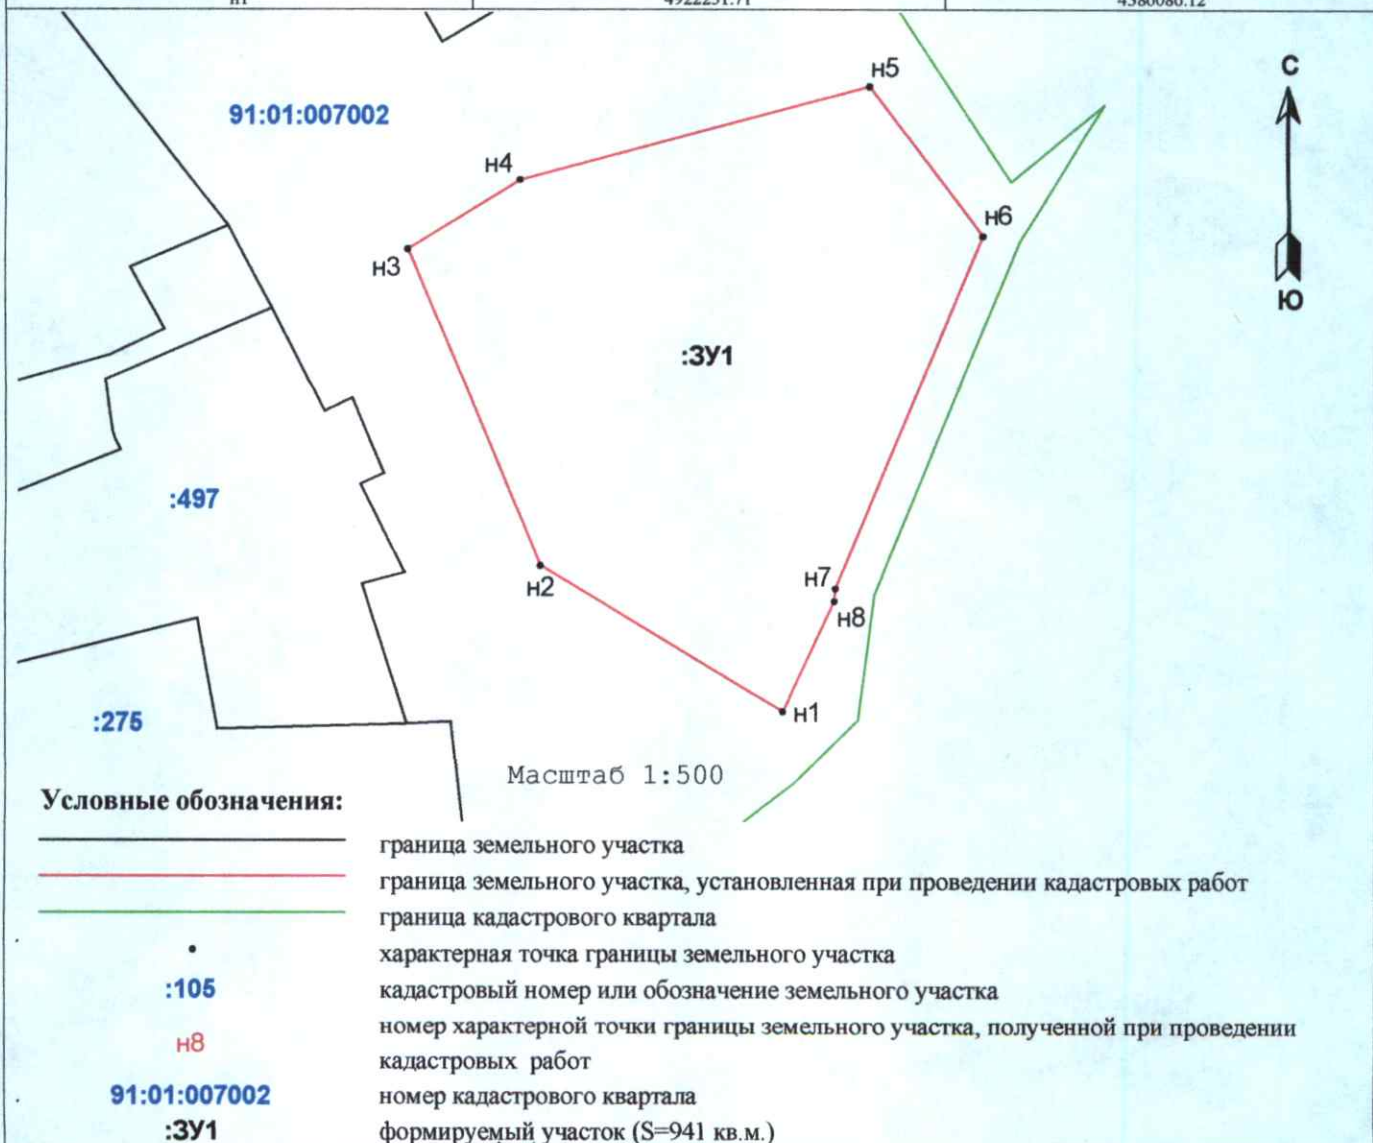 С
н5
91:01:007002
н4
н6
н3
Ю
:ЗУ1
:497
н7
н2
н8
н1
:275
Масштаб 1:500
Условные обозначения:
граница земельного участка
граница земельного участка, установленная при проведении кадастровых работ
граница кадастрового квартала
характерная точка границы земельного участка
:105 кадастровый номер или обозначение земельного участка
н8 номер характерной точки границы земельного участка, полученной при проведении
кадастровых работ
91:01:007002 номер кадастрового квартала
:ЗУ1 формируемый участок (S=941 кв.м.)